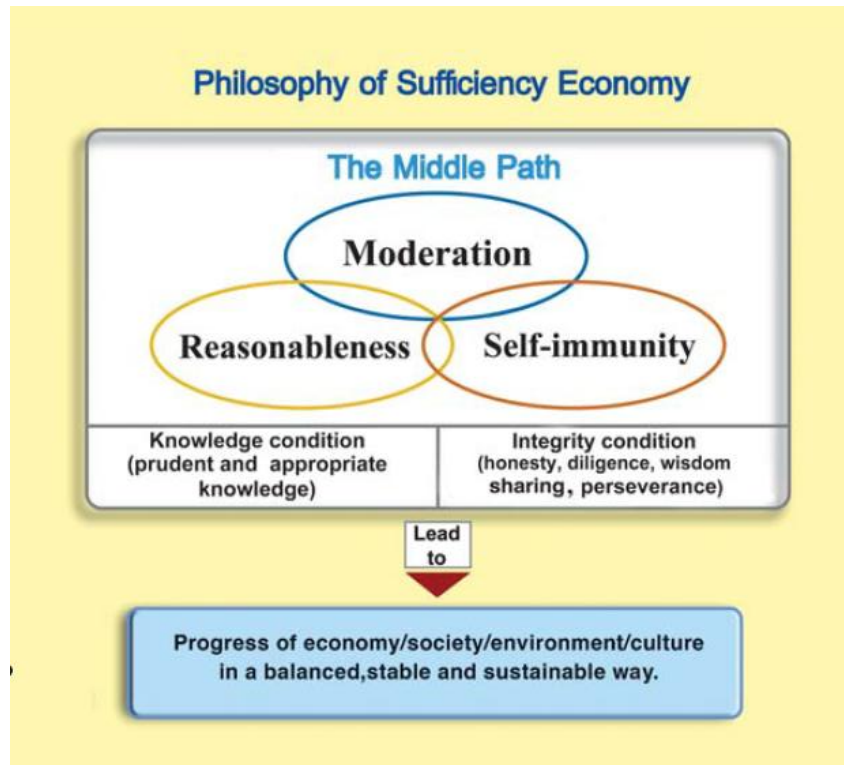 Philosophy of Sufficiency Economy
The Middle Path
Moderation
Reasonableness
Self-immunity
Knowledge condition
(prudent and appropriate
knowledge)
Integrity condition
(honesty, diligence, wisdom
sharing, perseverance)
Lead
to
Progress of economy/society/environment/culture
in a balanced,stable and sustainable way.